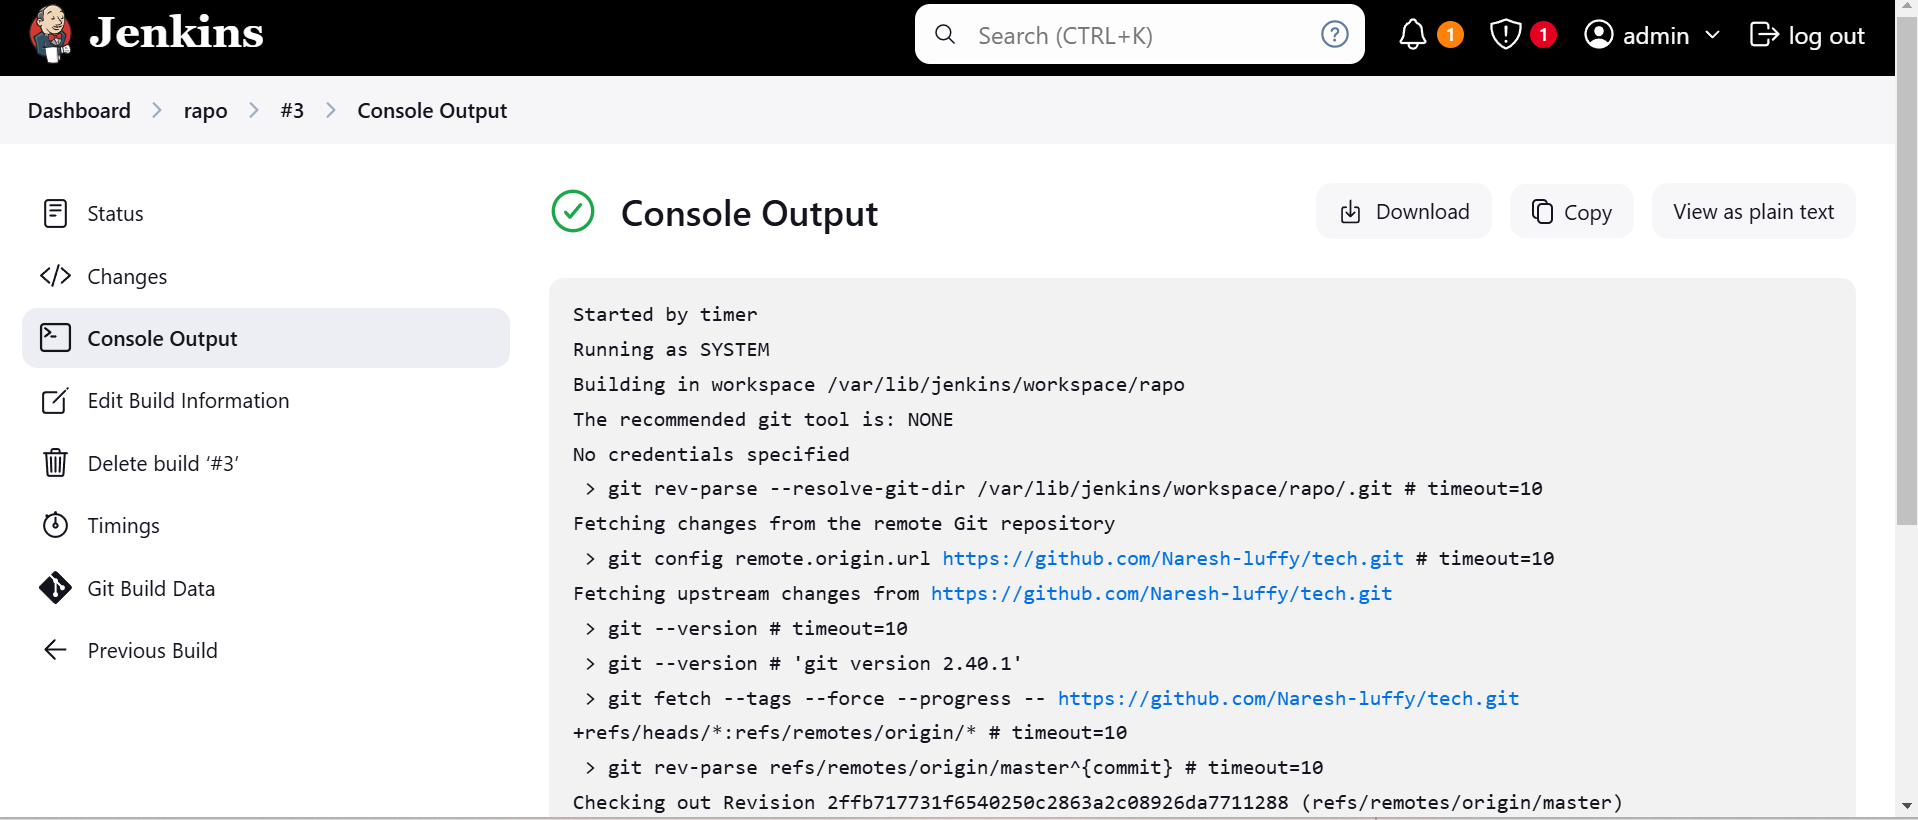 Jenkins
Search (CTRL+K)
?
1
1
admin
log out
Dashboard > rapo > #3 > Console Output
Status
Changes
Console Output
Edit Build Information
Delete build ‘#3’
Timings
Git Build Data
Previous Build
Console Output
Download
Copy
View as plain text
Started by timer
Running as SYSTEM
Building in workspace /var/lib/jenkins/workspace/rapo
The recommended git tool is: NONE
No credentials specified
 > git rev-parse --resolve-git-dir /var/lib/jenkins/workspace/rapo/.git # timeout=10
Fetching changes from the remote Git repository
 > git config remote.origin.url https://github.com/Naresh-luffy/tech.git # timeout=10
Fetching upstream changes from https://github.com/Naresh-luffy/tech.git
 > git --version # timeout=10
 > git --version # 'git version 2.40.1'
 > git fetch --tags --force --progress -- https://github.com/Naresh-luffy/tech.git
+refs/heads/*:refs/remotes/origin/* # timeout=10
 > git rev-parse refs/remotes/origin/master^{commit} # timeout=10
Checking out Revision 2ffb717731f6540250c2863a2c08926da7711288 (refs/remotes/origin/master)